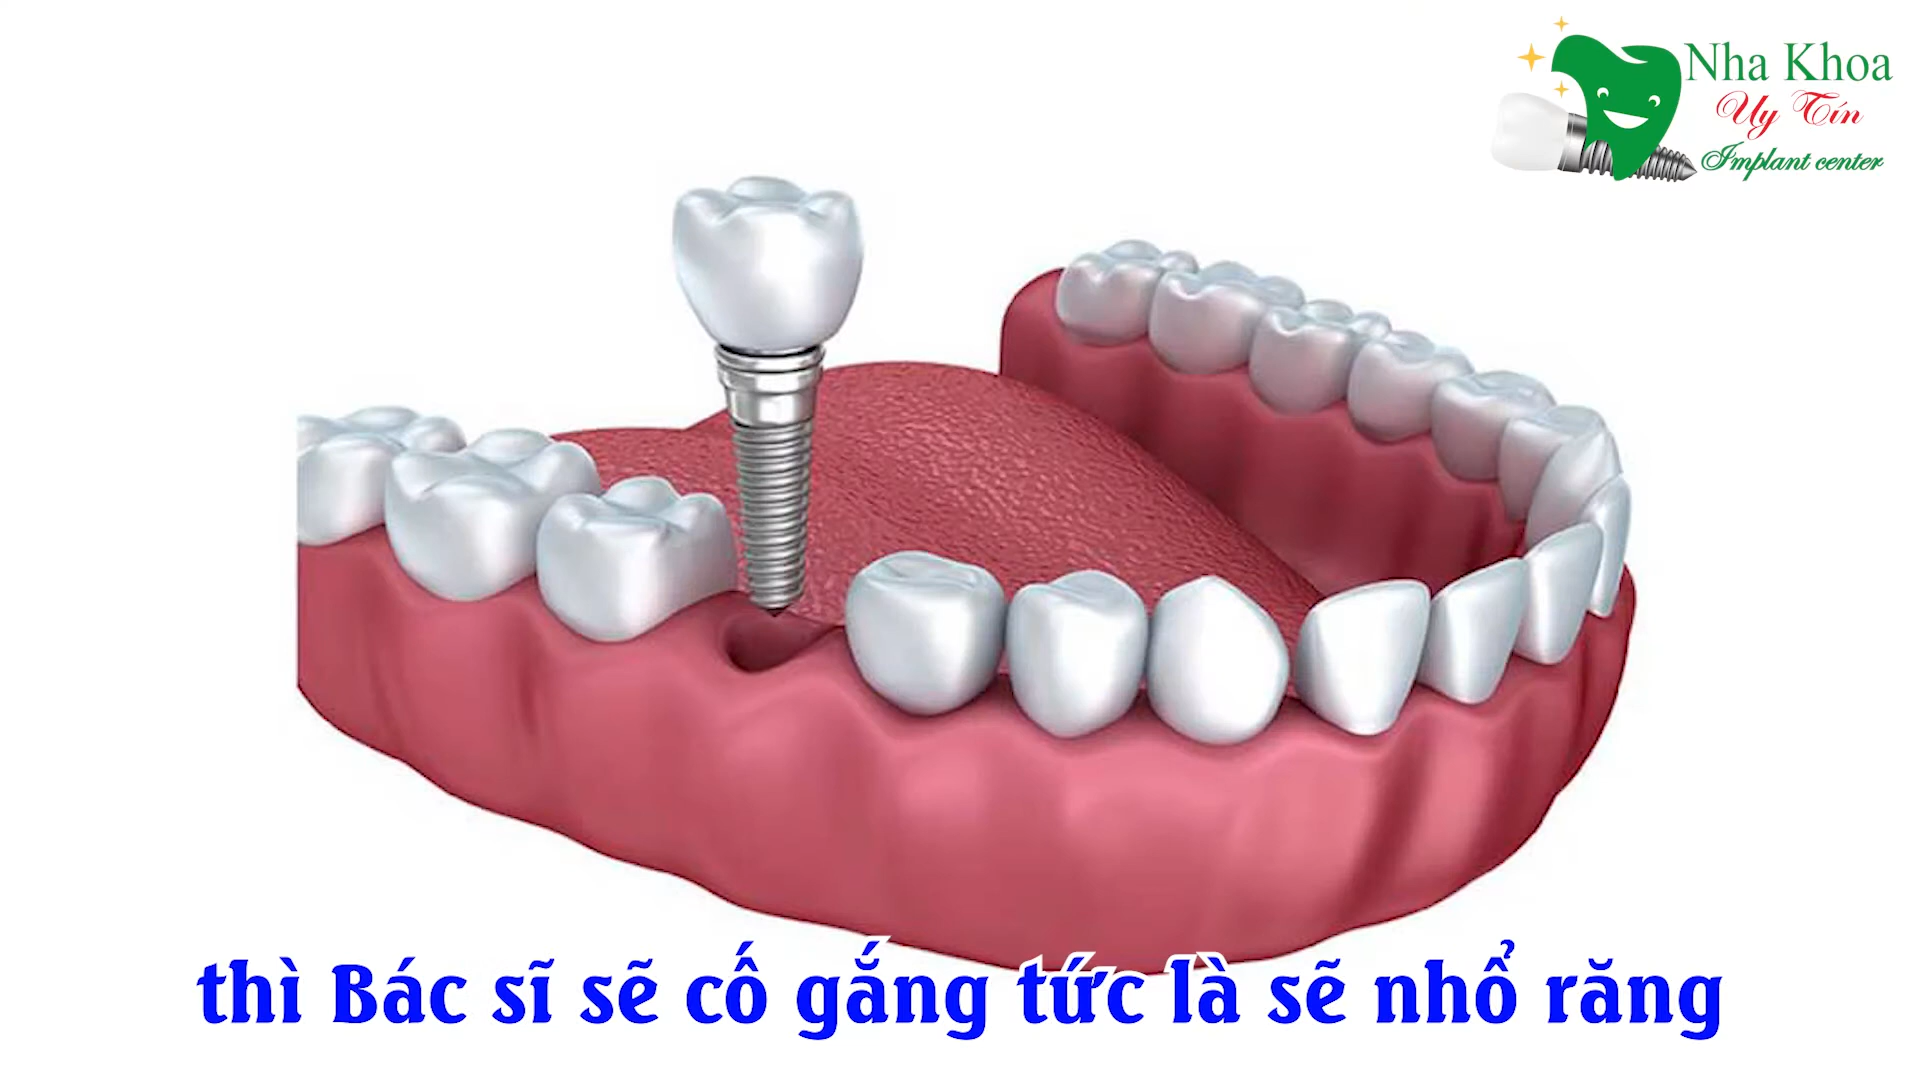 Nha Khoa
Uy Tín
Implant center
thì Bác sĩ sẽ cố gắng tức là sẽ nhổ răng